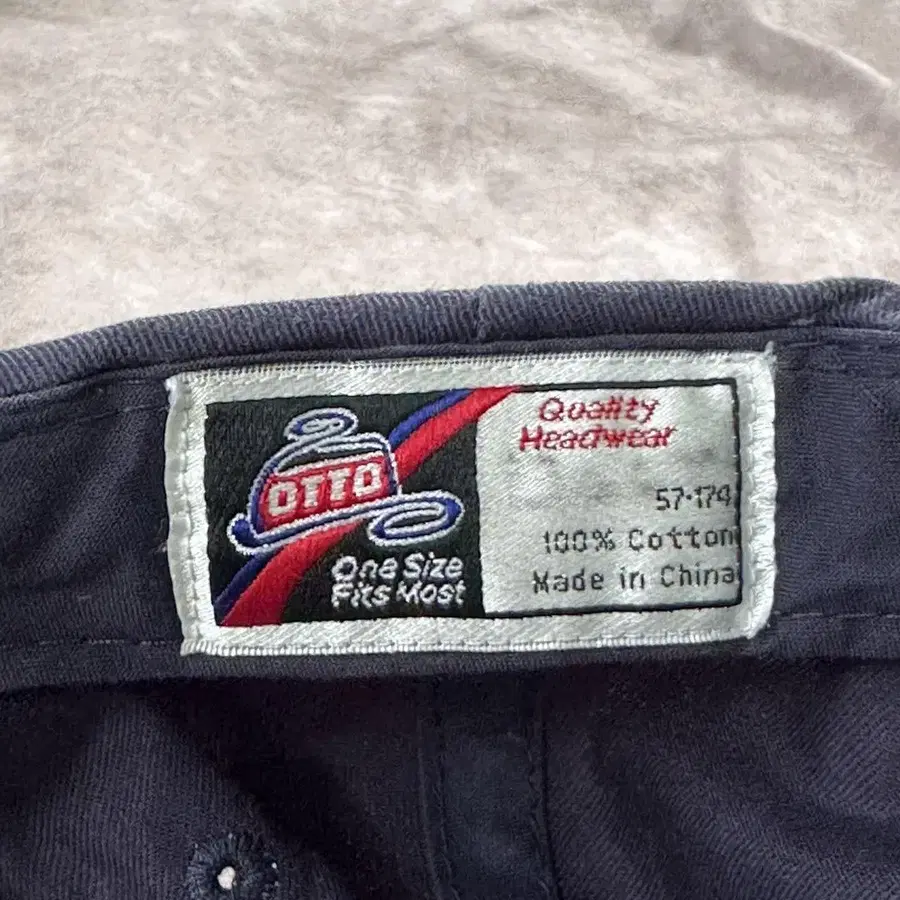 OTTO
One Size
Fits Most
Quality
Headwear
57-174
100% Cotton
Made in China